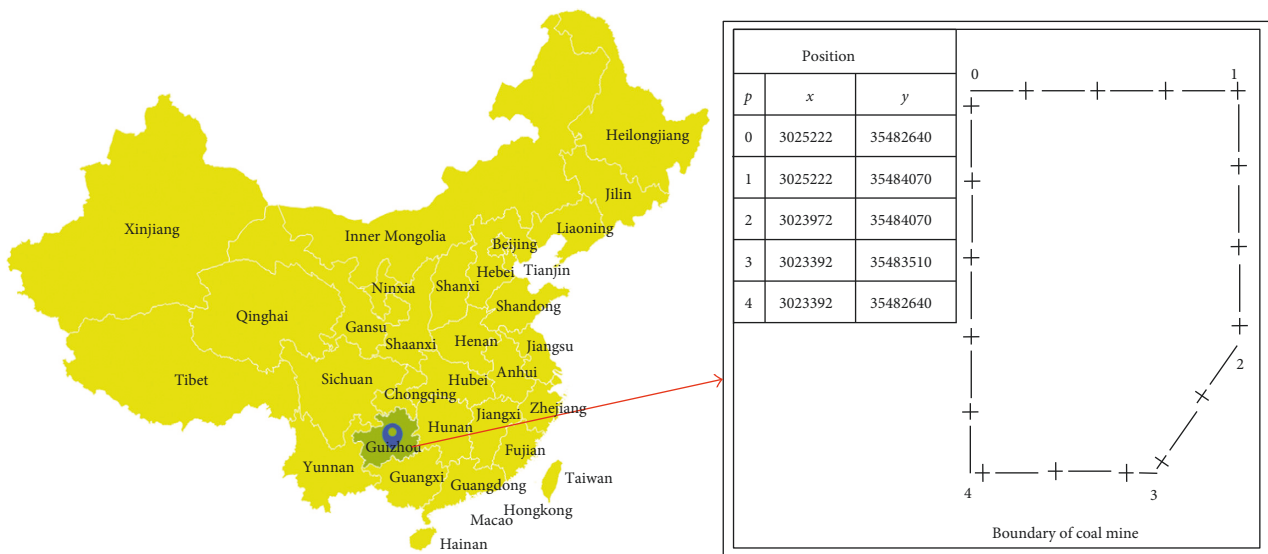 Heilongjiang
Jilin
Xinjiang
Inner Mongolia
Liaoning
Beijing
Hebei
Tianjin
Ninxia
Shanxi
Shandong
Qinghai
Gansu
Shaanxi
Henan
Jiangsu
Tibet
Sichuan
Hubei
Anhui
Chongqing
Jiangxi
Zhejiang
Hunan
Guizhou
Fujian
Yunnan
Guangxi
Guangdong
Taiwan
Hongkong
Macao
Hainan
Position
p x y
0 3025222 35482640
1 3025222 35484070
2 3023972 35484070
3 3023392 35483510
4 3023392 35482640
0 1
2
4 3
Boundary of coal mine